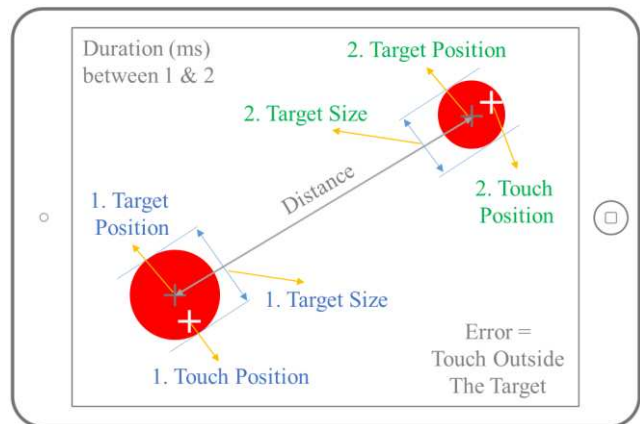 Duration (ms)
between 1 & 2
2. Target Position
2. Target Size
Distance
2. Touch
Position
1. Target
Position
1. Target Size
1. Touch Position
Error =
Touch Outside
The Target